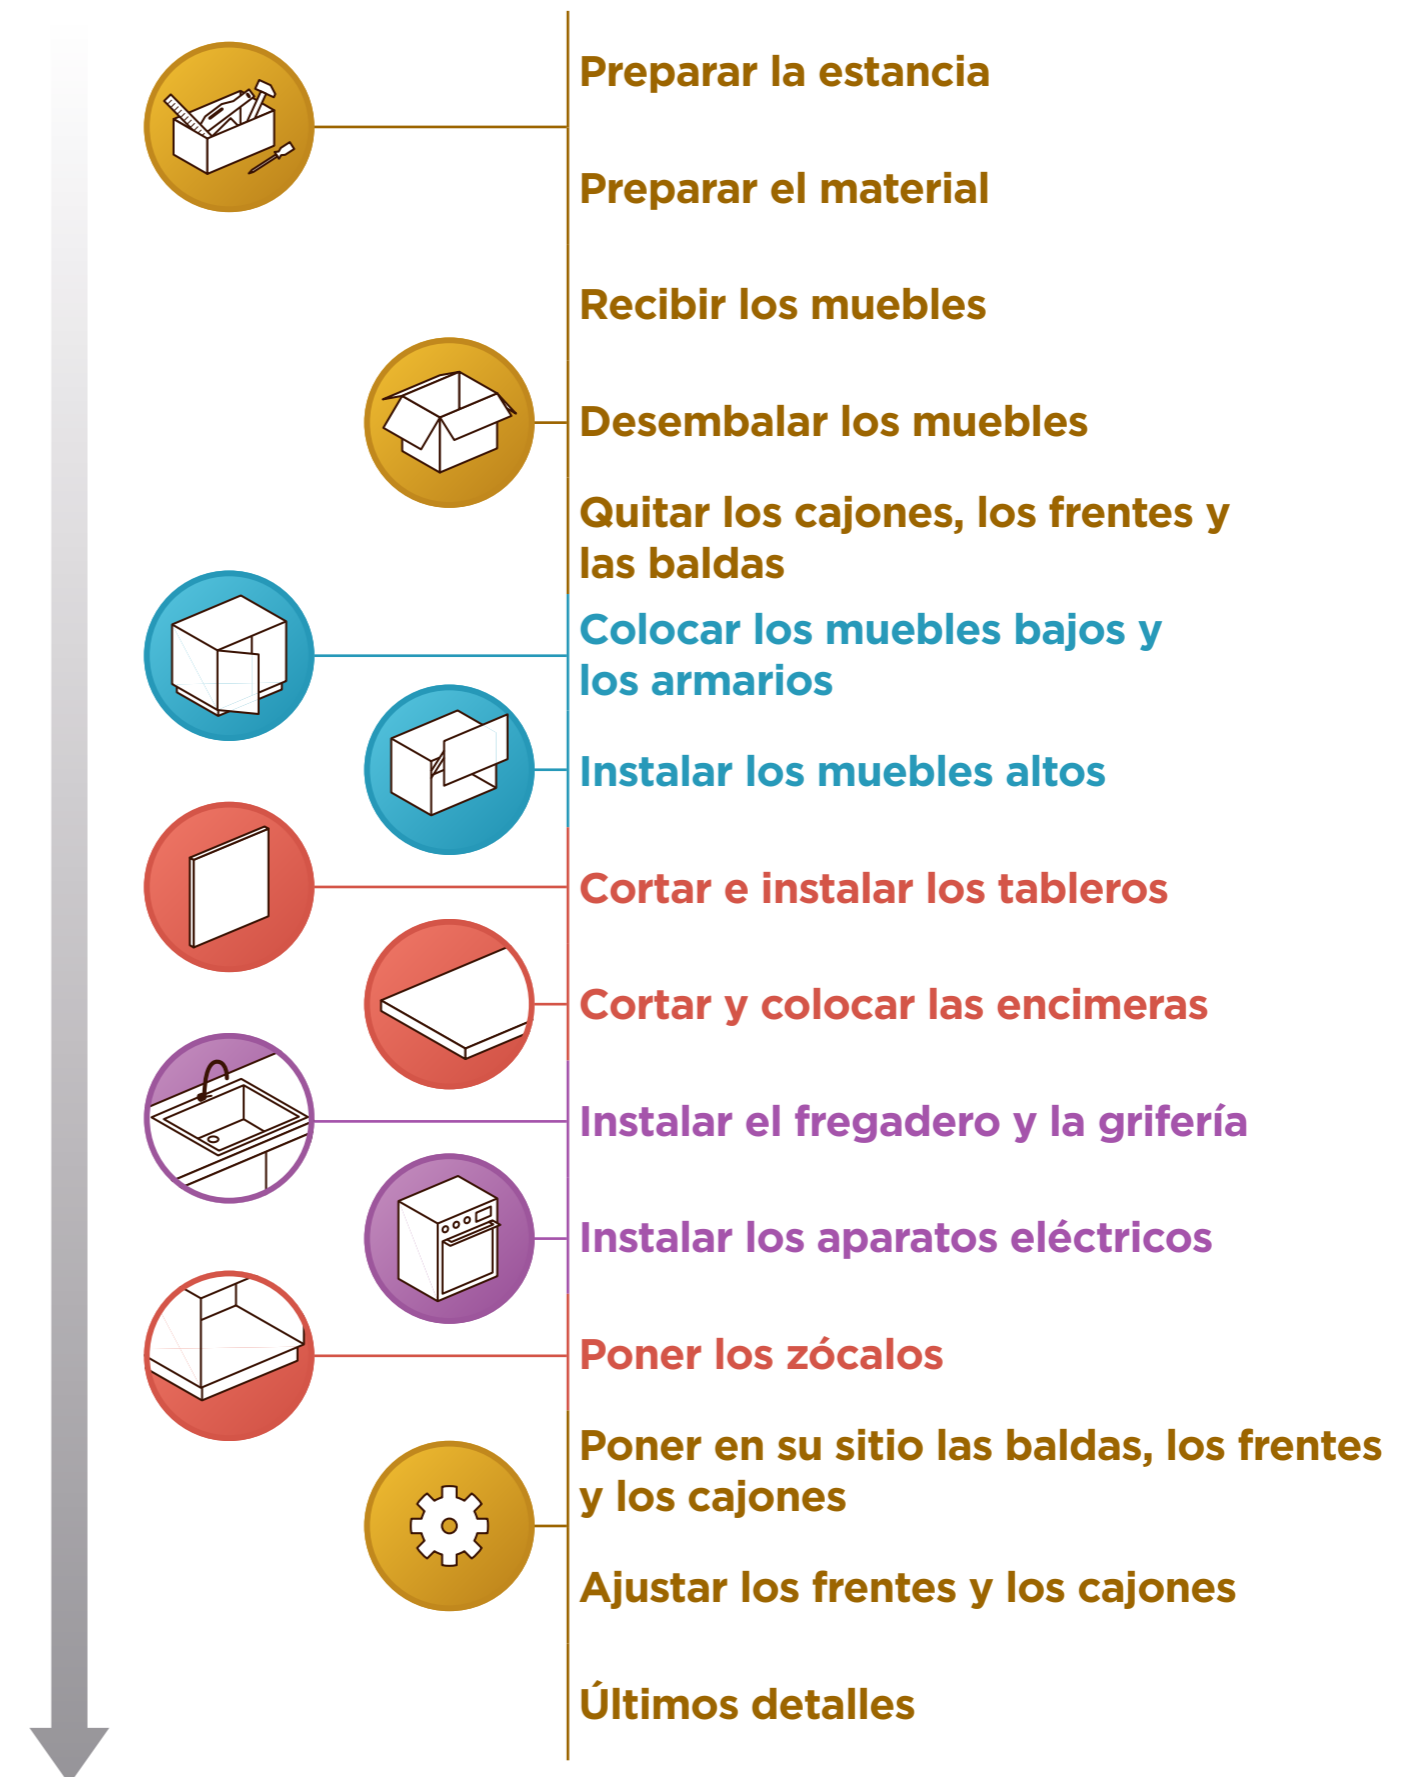 Preparar la estancia
Preparar el material
Recibir los muebles
Desembalar los muebles
Quitar los cajones, los frentes y
las baldas
Colocar los muebles bajos y
los armarios
Instalar los muebles altos
Cortar e instalar los tableros
Cortar y colocar las encimeras
Instalar el fregadero y la grifería
Instalar los aparatos eléctricos
Poner los zócalos
Poner en su sitio las baldas, los frentes
y los cajones
Ajustar los frentes y los cajones
Últimos detalles